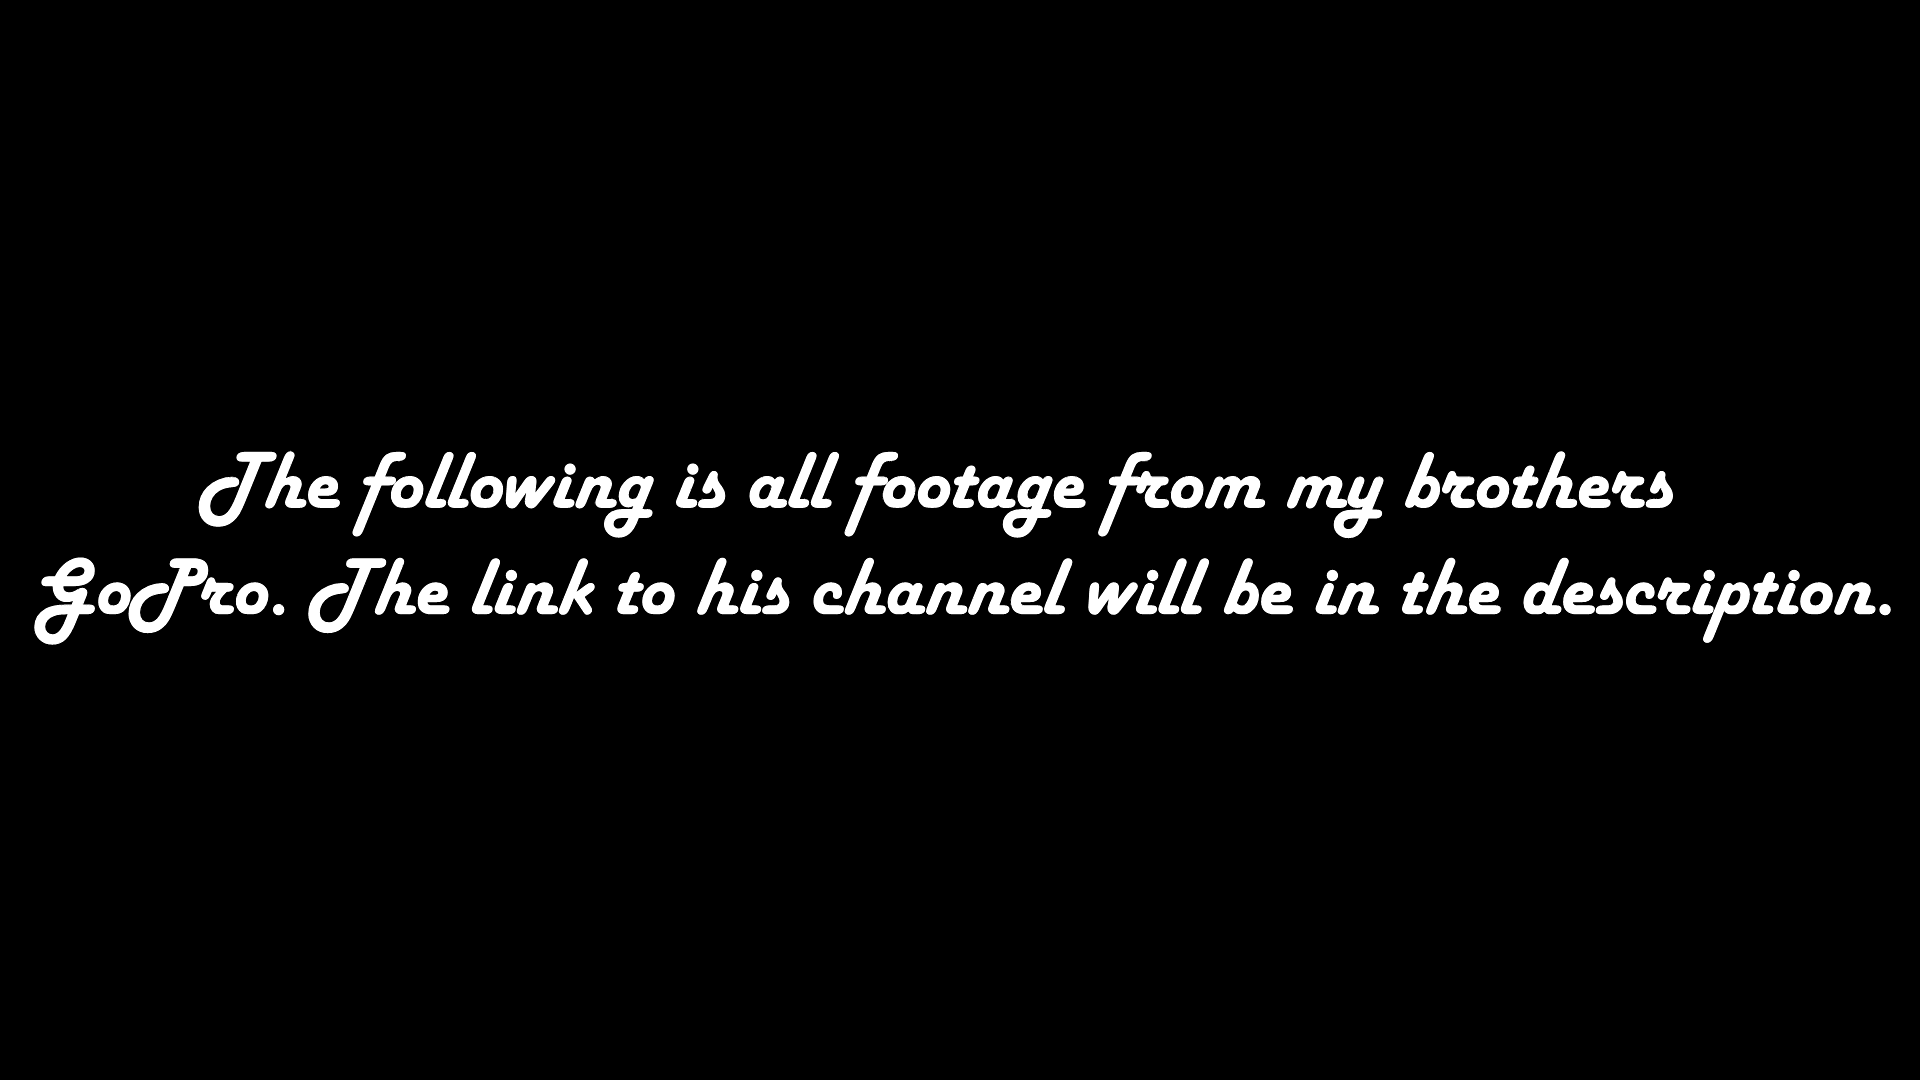 The following is all footage from my brothers
GoPro. The link to his channel will be in the description.